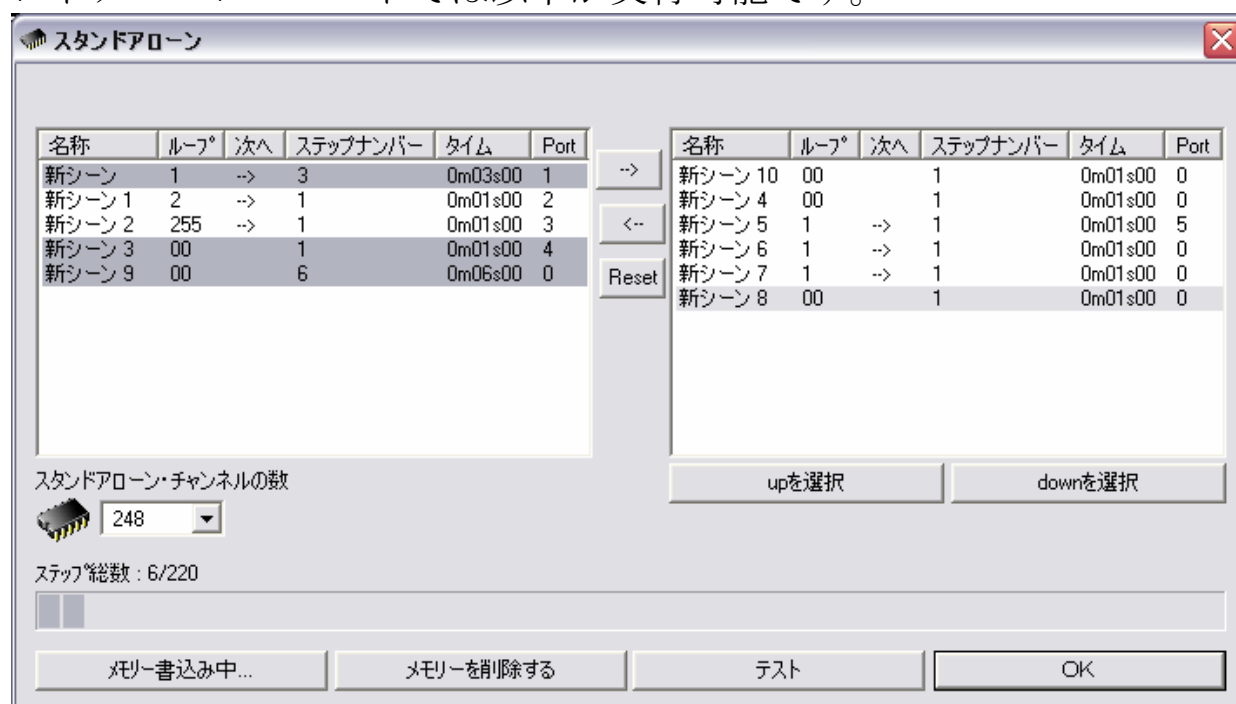 スタンドアローン
名称 ループ 次へ ステップナンバー タイム Port
新シーン 1 --> 3 0m03s00 1
新シーン 1 2 --> 1 0m01s00 2
新シーン 2 255 --> 1 0m01s00 3
新シーン 3 00 1 0m01s00 4
新シーン 9 00 6 0m06s00 0
-->
<--
Reset
名称 ループ 次へ ステップナンバー タイム Port
新シーン 10 00 1 0m01s00 0
新シーン 4 00 1 0m01s00 0
新シーン 5 1 --> 1 0m01s00 5
新シーン 6 1 --> 1 0m01s00 0
新シーン 7 1 --> 1 0m01s00 0
新シーン 8 00 1 0m01s00 0
upを選択 downを選択
スタンドアローン・チャンネルの数
248
ステップ総数 : 6/220
メモリー書込み中... メモリーを削除する テスト OK